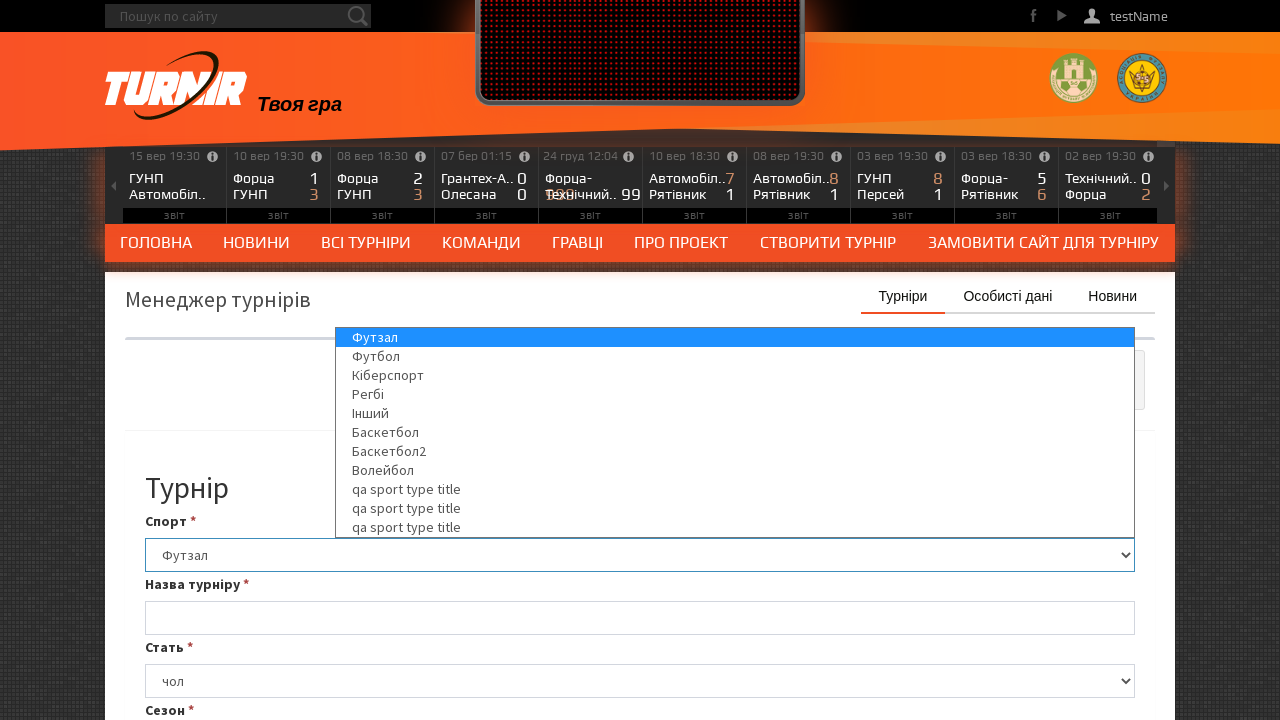 Пошук по сайту
testName
TURNIR
Твоя гра
15 вер 19:30
ГУНП
Автомобіл..
звіт
10 вер 19:30
Форца 1
ГУНП 3
звіт
08 вер 18:30
Форца 2
ГУНП 3
звіт
07 бер 01:15
Грантех-А.. 0
Олесана 0
звіт
24 груд 12:04
Форца- 999
Технічний.. 99
звіт
10 вер 18:30
Автомобіл.. 7
Рятівник 1
звіт
08 вер 19:30
Автомобіл.. 8
Рятівник 1
звіт
03 вер 19:30
ГУНП 8
Персей 1
звіт
03 вер 18:30
Форца- 5
Рятівник 6
звіт
02 вер 19:30
Технічний.. 0
Форца 2
звіт
ГОЛОВНА НОВИНИ ВСІ ТУРНІРИ КОМАНДИ ГРАВЦІ ПРО ПРОЕКТ СТВОРИТИ ТУРНІР ЗАМОВИТИ САЙТ ДЛЯ ТУРНІРУ
Менеджер турнірів
Турніри Особисті дані Новини
Футзал
Футбол
Кіберспорт
Регбі
Інший
Баскетбол
Баскетбол2
Волейбол
qa sport type title
qa sport type title
qa sport type title
Турнір
Спорт *
Футзал
Назва турніру *
Стать *
чол
Сезон *